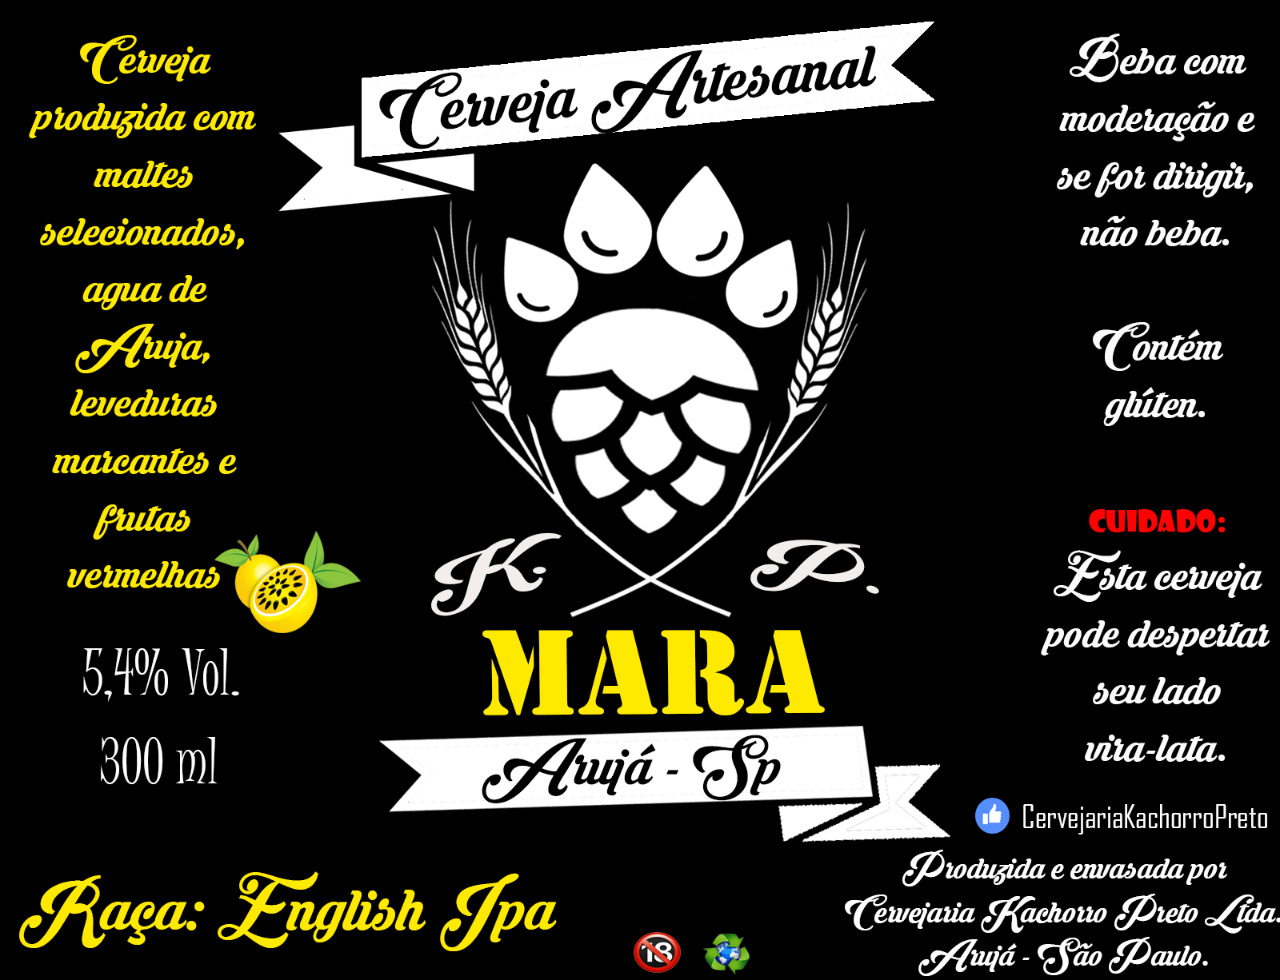 Cerveja
produzida com
maltes
selecionados,
agua de
Aruja,
leveduras
marcantes e
frutas
vermelhas
5,4% Vol.
300 ml
Cerveja Artesanal
K. P.
MARA
Arujá - Sp
Beba com
moderação e
se for dirigir,
não beba.
Contém
glúten.
CUIDADO:
Esta cerveja
pode despertar
seu lado
vira-lata.
CervejariaKachorroPreto
Produzida e envasada por
Cervejaria Kachorro Preto Ltda.
Arujá - São Paulo.
Raça: English Ipa
18